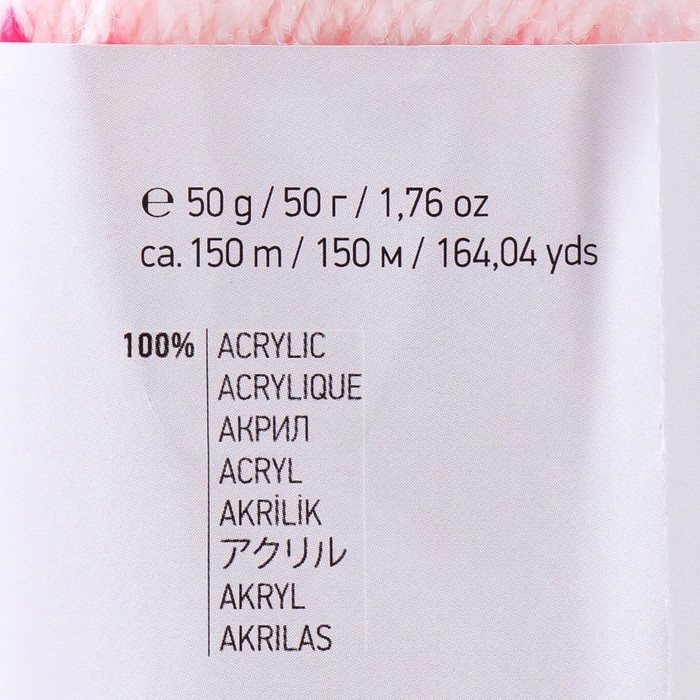 ℮ 50 g / 50 г / 1,76 oz
ca. 150 m / 150 м / 164,04 yds
100% ACRYLIC
ACRYLIQUE
АКРИЛ
ACRYL
AKRİLİK
アクリル
AKRYL
AKRILAS